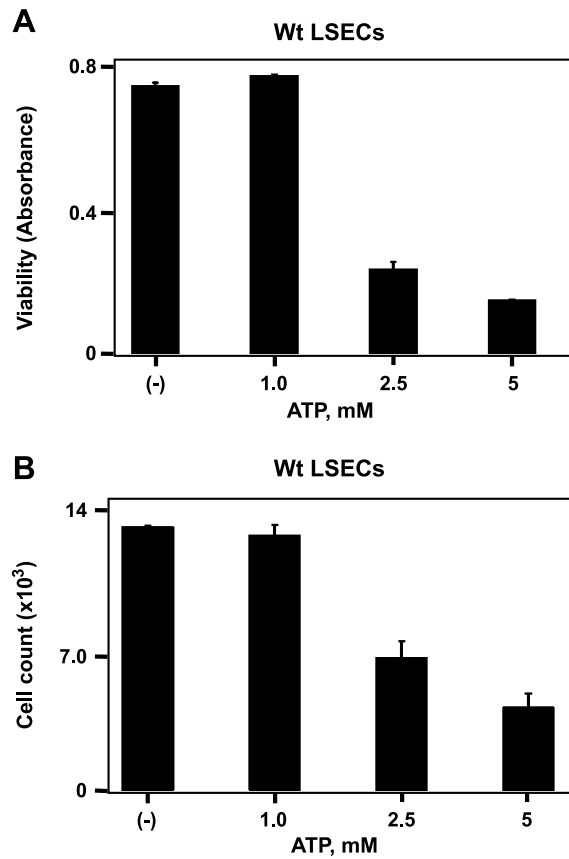 A
Wt LSECs
Viability (Absorbance)
0.8
0.4
0
(-) 1.0 2.5 5
ATP, mM
B
Wt LSECs
Cell count (x10³)
14
7.0
0
(-) 1.0 2.5 5
ATP, mM